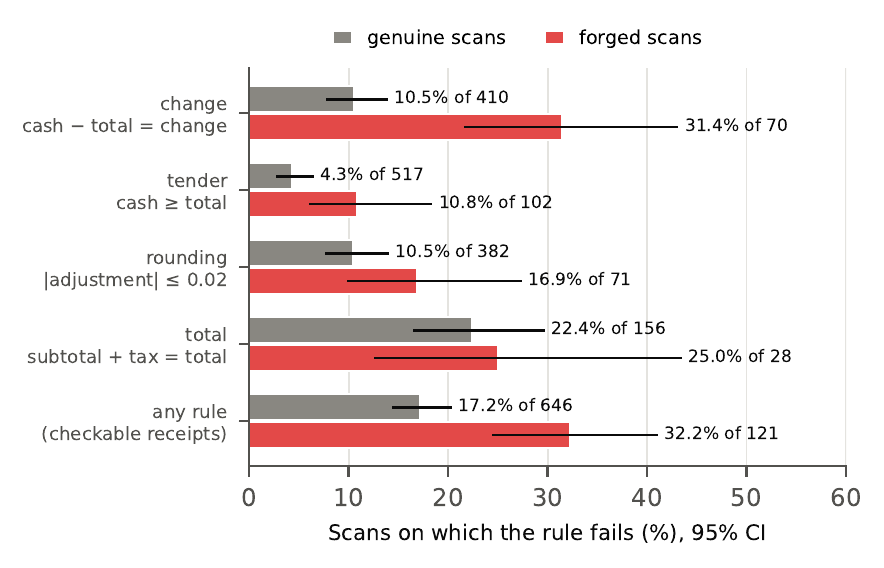 genuine scans
forged scans
change
cash − total = change
10.5% of 410
31.4% of 70
tender
cash ≥ total
4.3% of 517
10.8% of 102
rounding
|adjustment| ≤ 0.02
10.5% of 382
16.9% of 71
total
subtotal + tax = total
22.4% of 156
25.0% of 28
any rule
(checkable receipts)
17.2% of 646
32.2% of 121
0 10 20 30 40 50 60
Scans on which the rule fails (%), 95% CI